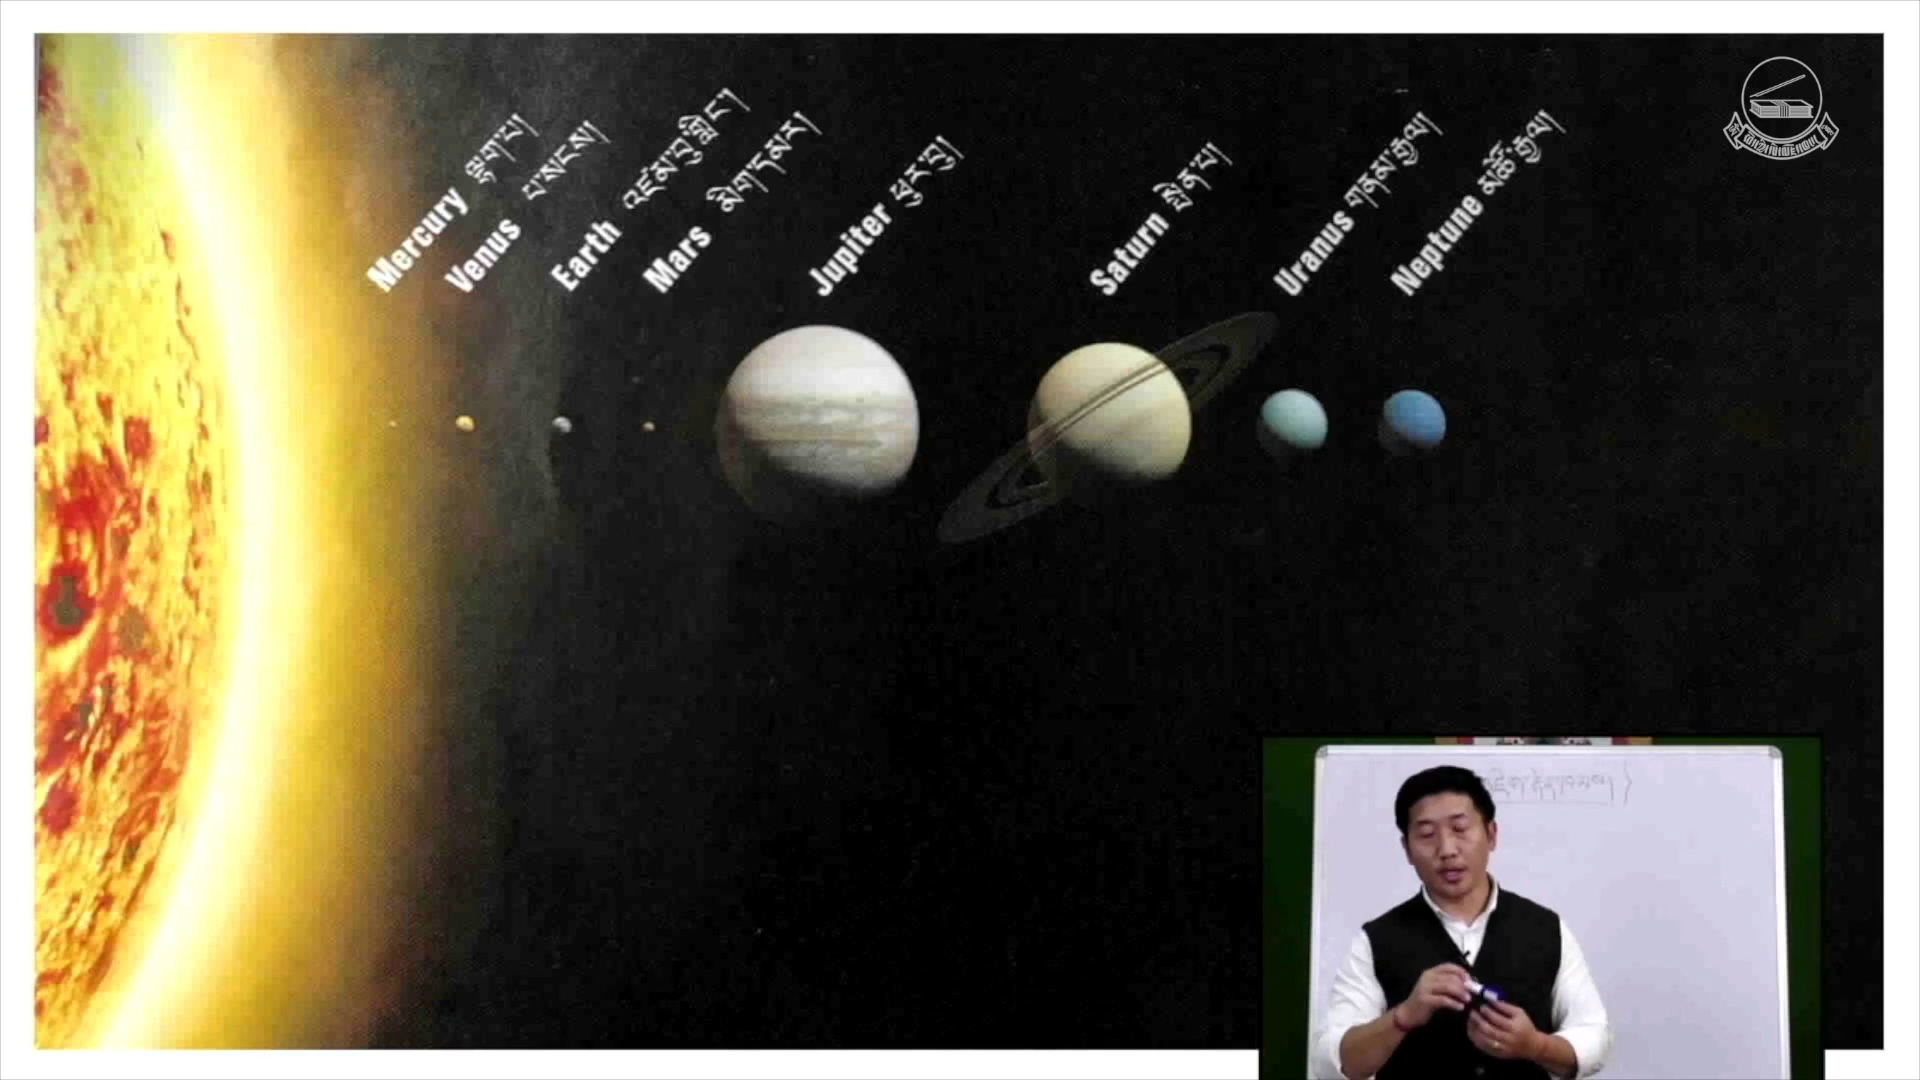 Mercury ལྷག་པ།
Venus པ་སངས།
Earth འཛམ་བུ་གླིང་།
Mars མིག་དམར།
Jupiter ཕུར་བུ།
Saturn སྤེན་པ།
Uranus གནམ་རྒྱལ།
Neptune མཚོ་རྒྱལ།